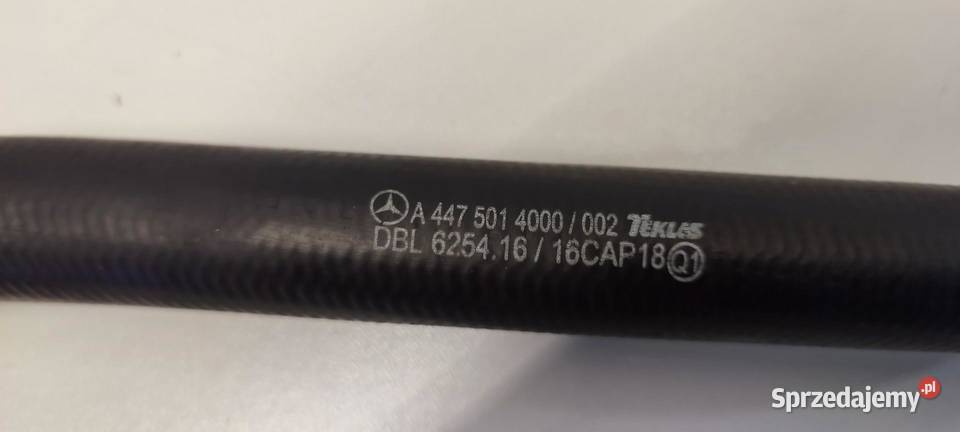 A 447 501 4000 / 002 TEKLAS
DBL 6254.16 / 16CAP18 Q1
Sprzedajemy.pl